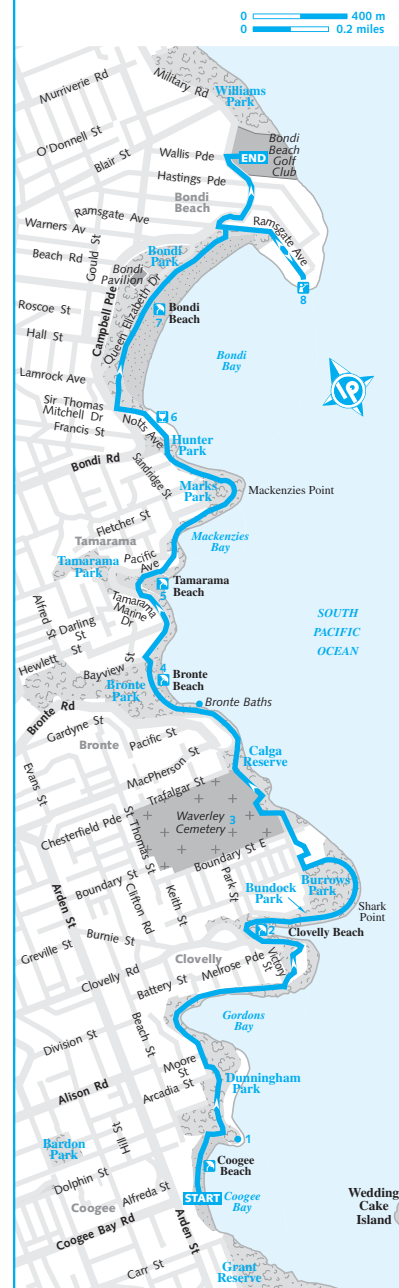 0 400 m
0 0.2 miles
Murriverie Rd
Military Rd
Williams
Park
O'Donnell St
Blair St
Wallis Pde
END
Bondi
Beach
Golf
Club
Hastings Pde
Bondi
Beach
Ramsgate Ave
Ramsgate Ave
Warners Av
Gould St
Beach Rd
Bondi
Park
Bondi
Pavilion
8
Campbell Pde
Queen Elizabeth Dr
Roscoe St
Bondi
Beach
7
Hall St
Bondi
Bay
LP
Lamrock Ave
Sir Thomas
Mitchell Dr
Francis St
Notts Ave
6
Hunter
Park
Bondi Rd
Sandridge St
Marks
Park
Mackenzies Point
Fletcher St
Tamarama
Mackenzies
Bay
Pacific
Ave
Tamarama
Park
Tamarama
Beach
5
Tamarama
Marine
Dr
Alfred St
Darling
St
SOUTH
PACIFIC
OCEAN
Hewlett
St
Bayview St
4
Bronte
Beach
Bronte
Park
Bronte Baths
Bronte Rd
Gardyne St
Bronte
Pacific St
Calga
Reserve
MacPherson St
Evans St
Trafalgar St
Waverley
Cemetery
3
Chesterfield Pde
St Thomas St
Boundary St E
Boundary St
Clifton Rd
Keith St
Park St
Burrows
Park
Bundock
Park
Arden St
Shark
Point
2
Clovelly Beach
Burnie St
Greville St
Clovelly
Victory St
Clovelly Rd
Melrose Pde
Battery St
Gordons
Bay
Beach St
Division St
Moore
St
Dunningham
Park
Alison Rd
Arcadia St
Hill St
Bardon
Park
1
Coogee
Beach
Dolphin St
START
Coogee
Bay
Alfreda St
Wedding
Cake
Island
Coogee
Coogee Bay Rd
Arden St
Carr St
Grant
Reserve